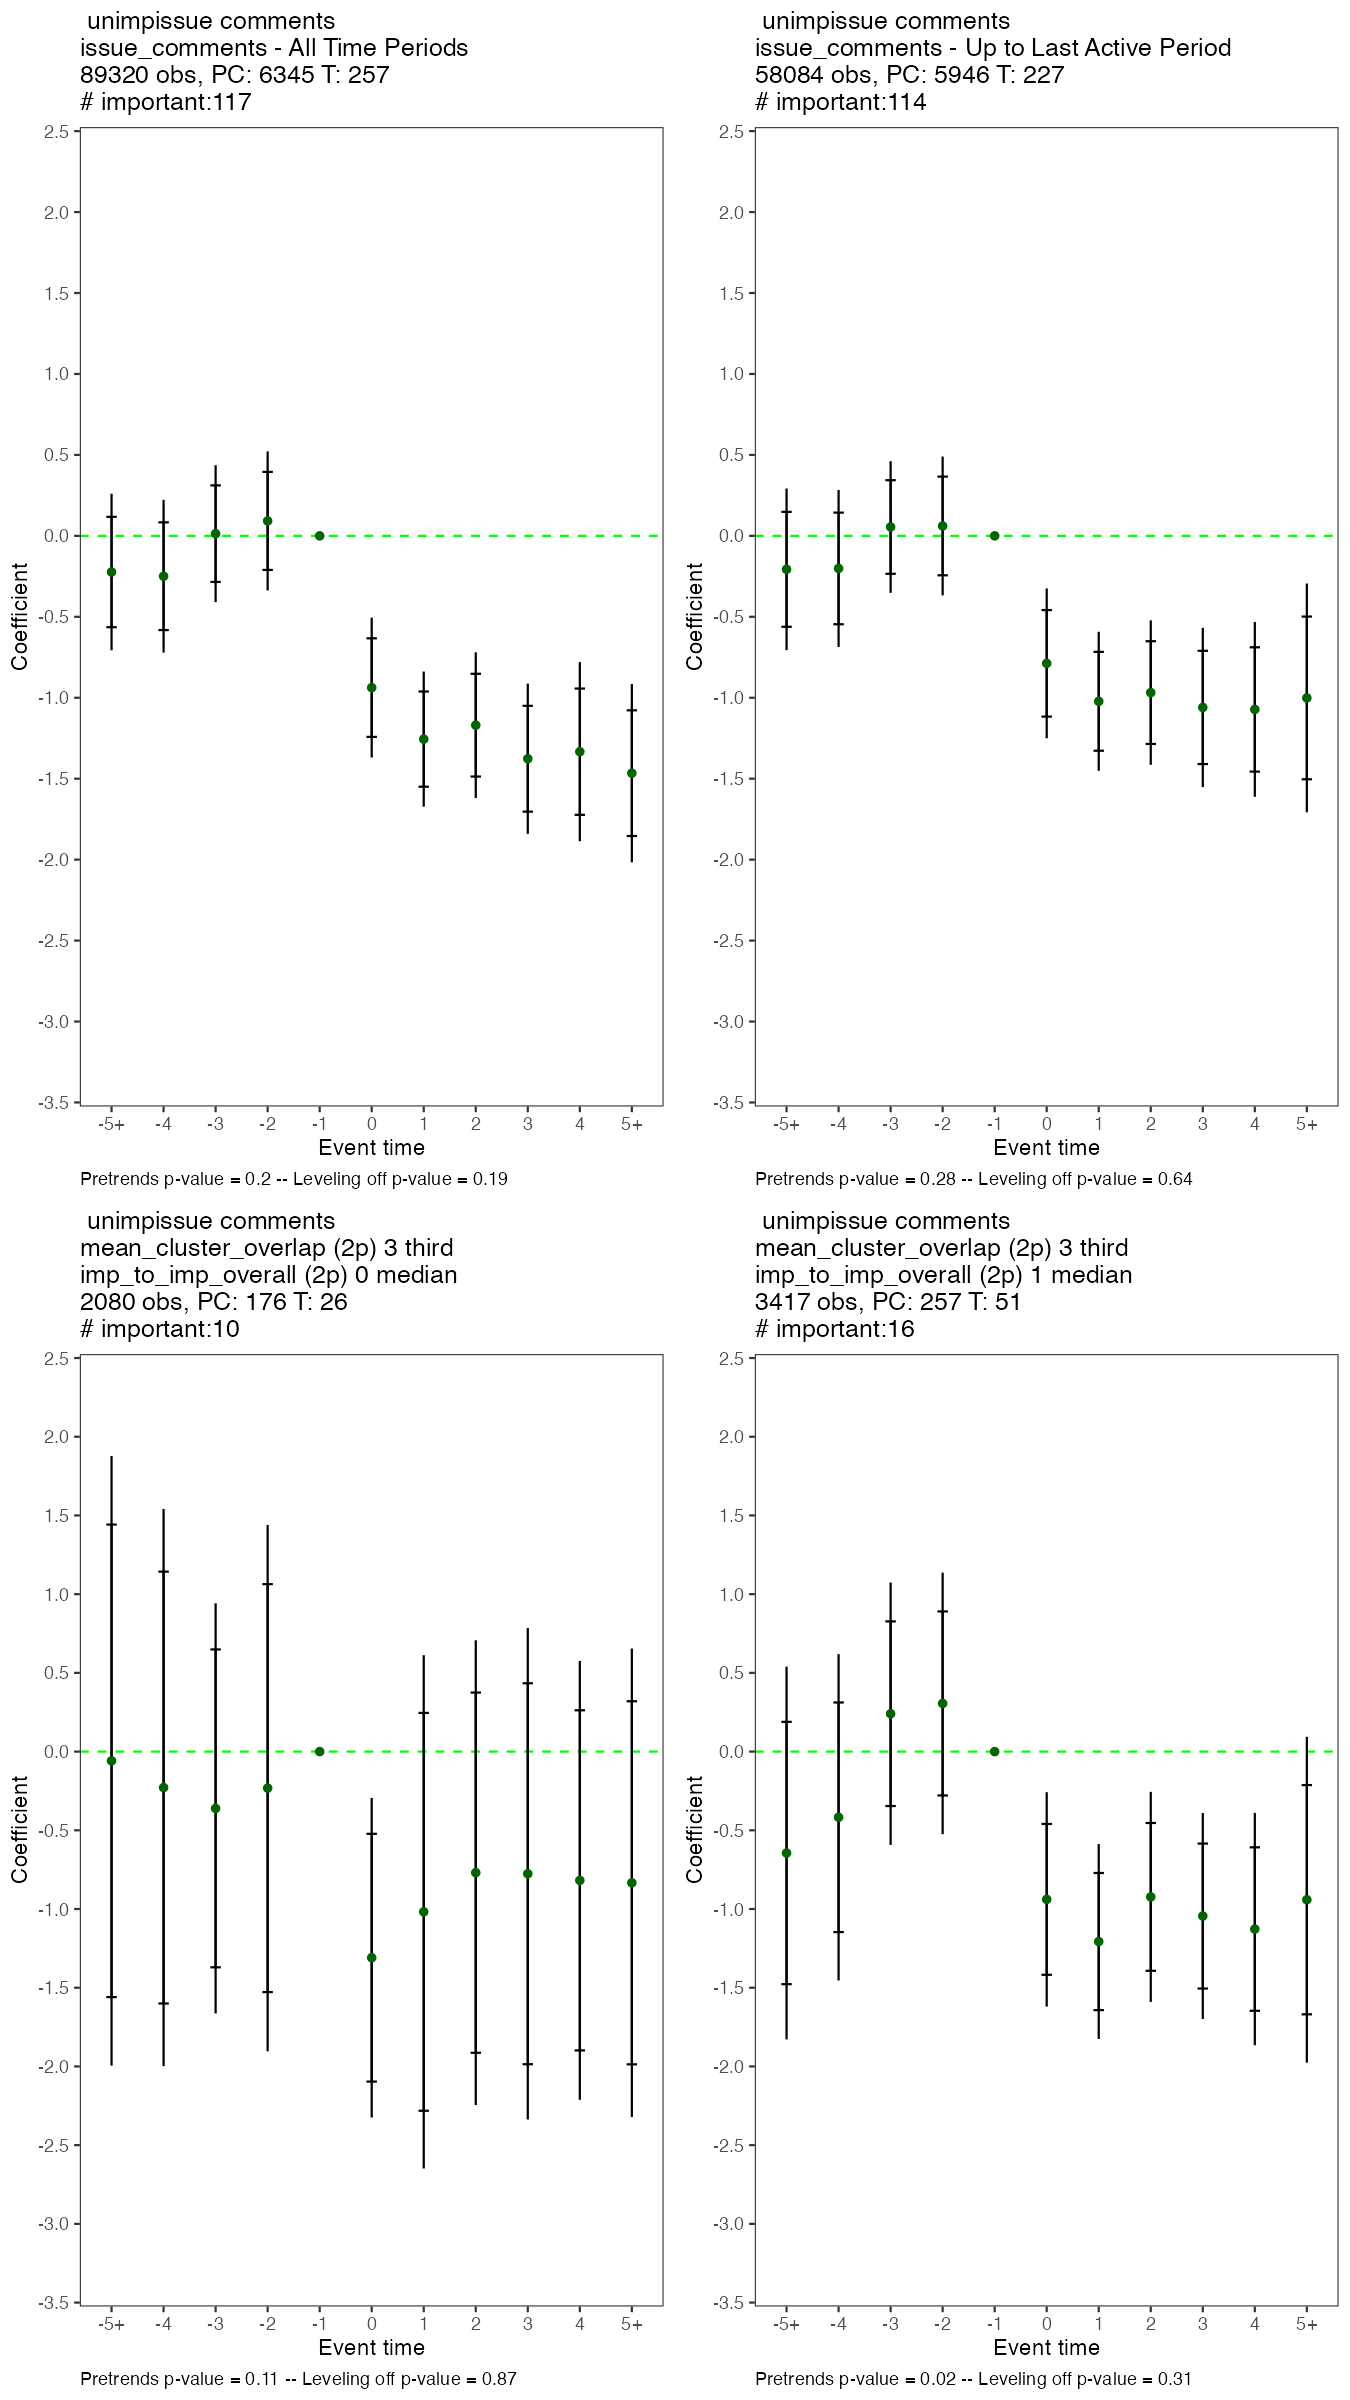 unimpissue comments
issue_comments - All Time Periods
89320 obs, PC: 6345 T: 257
# important:117
2.5
2.0
1.5
1.0
0.5
0.0
-0.5
-1.0
-1.5
-2.0
-2.5
-3.0
-3.5
Coefficient
-5+ -4 -3 -2 -1 0 1 2 3 4 5+
Event time
Pretrends p-value = 0.2 -- Leveling off p-value = 0.19
unimpissue comments
issue_comments - Up to Last Active Period
58084 obs, PC: 5946 T: 227
# important:114
2.5
2.0
1.5
1.0
0.5
0.0
-0.5
-1.0
-1.5
-2.0
-2.5
-3.0
-3.5
Coefficient
-5+ -4 -3 -2 -1 0 1 2 3 4 5+
Event time
Pretrends p-value = 0.28 -- Leveling off p-value = 0.64
unimpissue comments
mean_cluster_overlap (2p) 3 third
imp_to_imp_overall (2p) 0 median
2080 obs, PC: 176 T: 26
# important:10
2.5
2.0
1.5
1.0
0.5
0.0
-0.5
-1.0
-1.5
-2.0
-2.5
-3.0
-3.5
Coefficient
-5+ -4 -3 -2 -1 0 1 2 3 4 5+
Event time
Pretrends p-value = 0.11 -- Leveling off p-value = 0.87
unimpissue comments
mean_cluster_overlap (2p) 3 third
imp_to_imp_overall (2p) 1 median
3417 obs, PC: 257 T: 51
# important:16
2.5
2.0
1.5
1.0
0.5
0.0
-0.5
-1.0
-1.5
-2.0
-2.5
-3.0
-3.5
Coefficient
-5+ -4 -3 -2 -1 0 1 2 3 4 5+
Event time
Pretrends p-value = 0.02 -- Leveling off p-value = 0.31